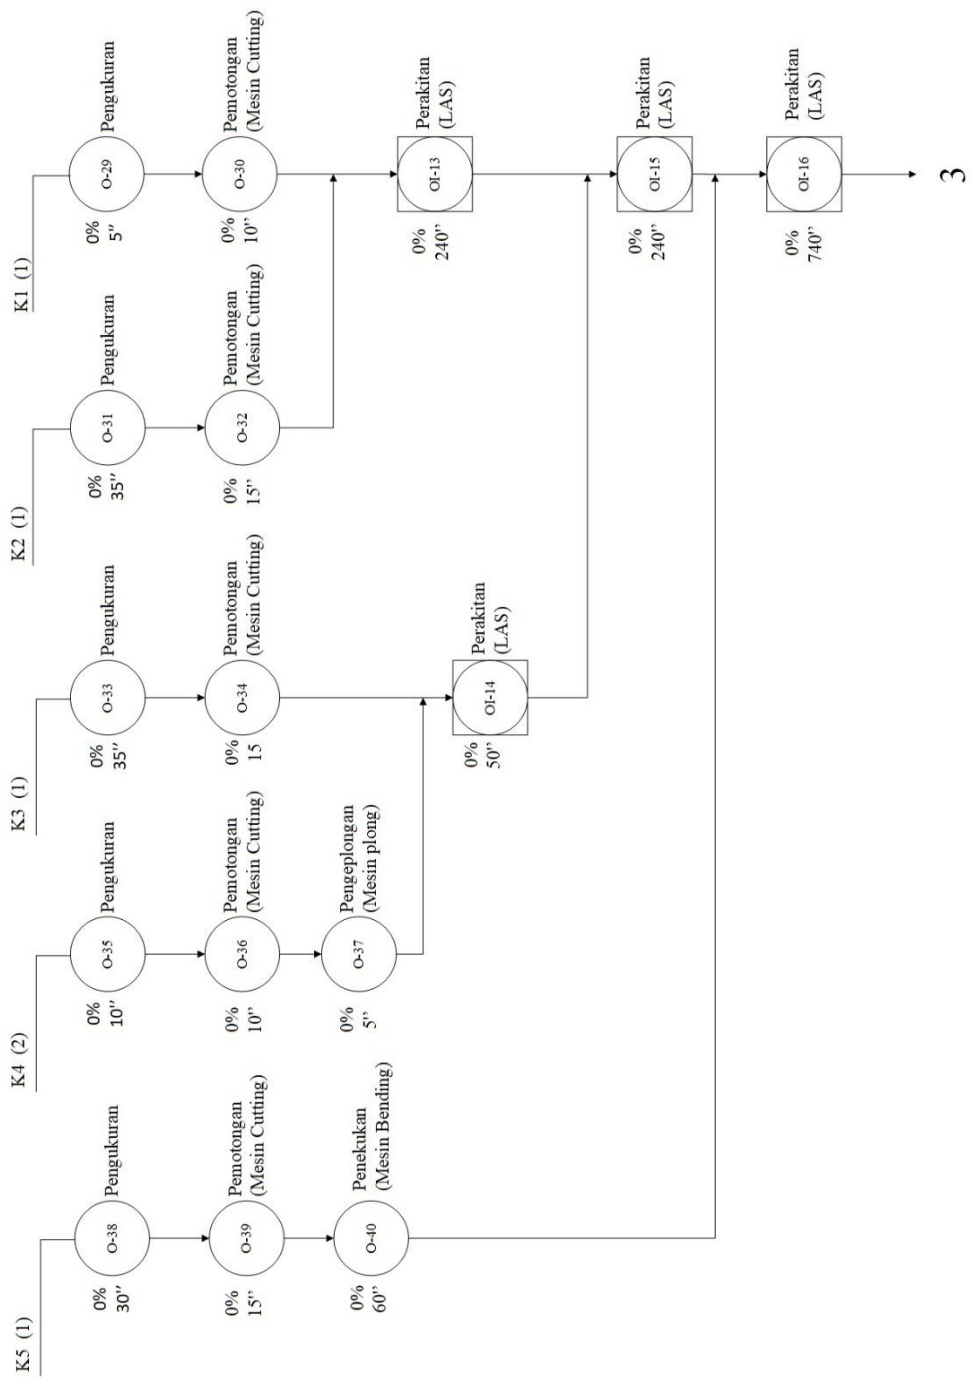 K5 (1)
0%
30''
O-38
Pengukuran
0%
15”
O-39
Pemotongan
(Mesin Cutting)
0%
60”
O-40
Penekukan
(Mesin Bending)
K4 (2)
0%
10''
O-35
Pengukuran
0%
10”
O-36
Pemotongan
(Mesin Cutting)
0%
5”
O-37
Pengeplongan
(Mesin plong)
K3 (1)
0%
35''
O-33
Pengukuran
0%
15
O-34
Pemotongan
(Mesin Cutting)
0%
50”
OI-14
Perakitan
(LAS)
K2 (1)
0%
35''
O-31
Pengukuran
0%
15”
O-32
Pemotongan
(Mesin Cutting)
K1 (1)
0%
5”
O-29
Pengukuran
0%
10”
O-30
Pemotongan
(Mesin Cutting)
0%
240”
OI-13
Perakitan
(LAS)
0%
240”
OI-15
Perakitan
(LAS)
0%
740”
OI-16
Perakitan
(LAS)
3